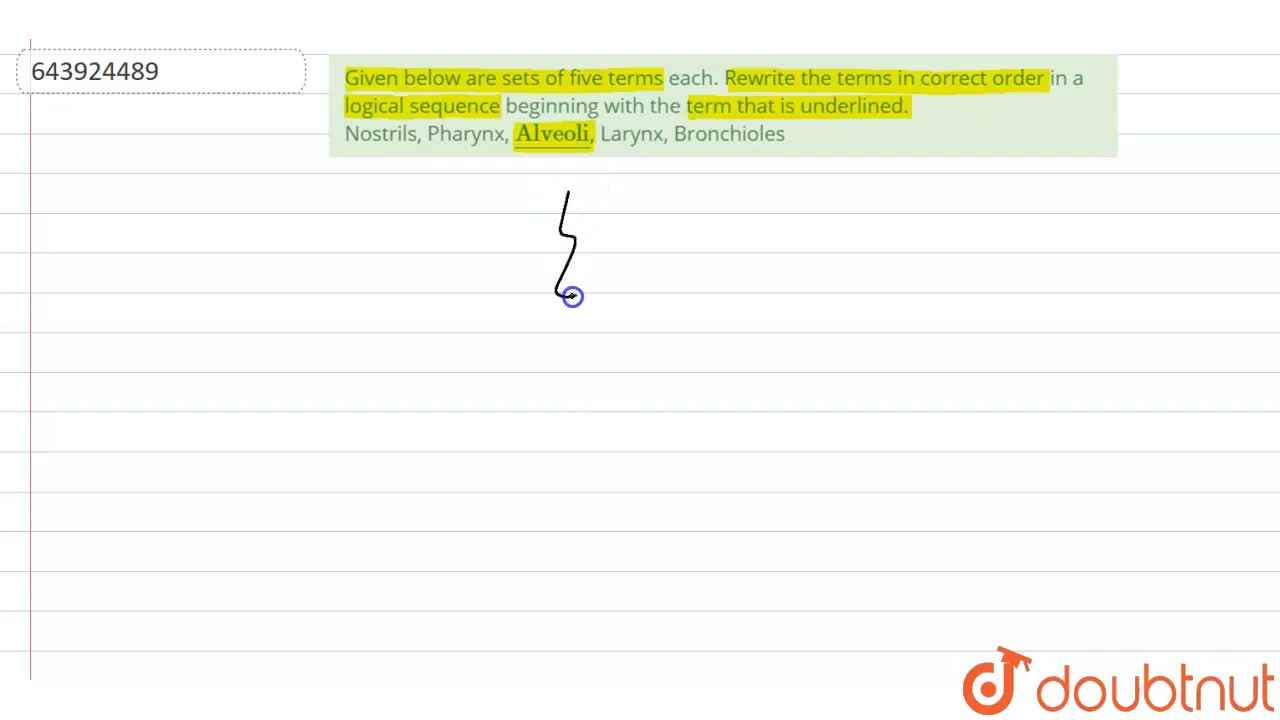 643924489
Given below are sets of five terms each. Rewrite the terms in correct order in a
logical sequence beginning with the term that is underlined.
Nostrils, Pharynx, Alveoli, Larynx, Bronchioles
doubtnut